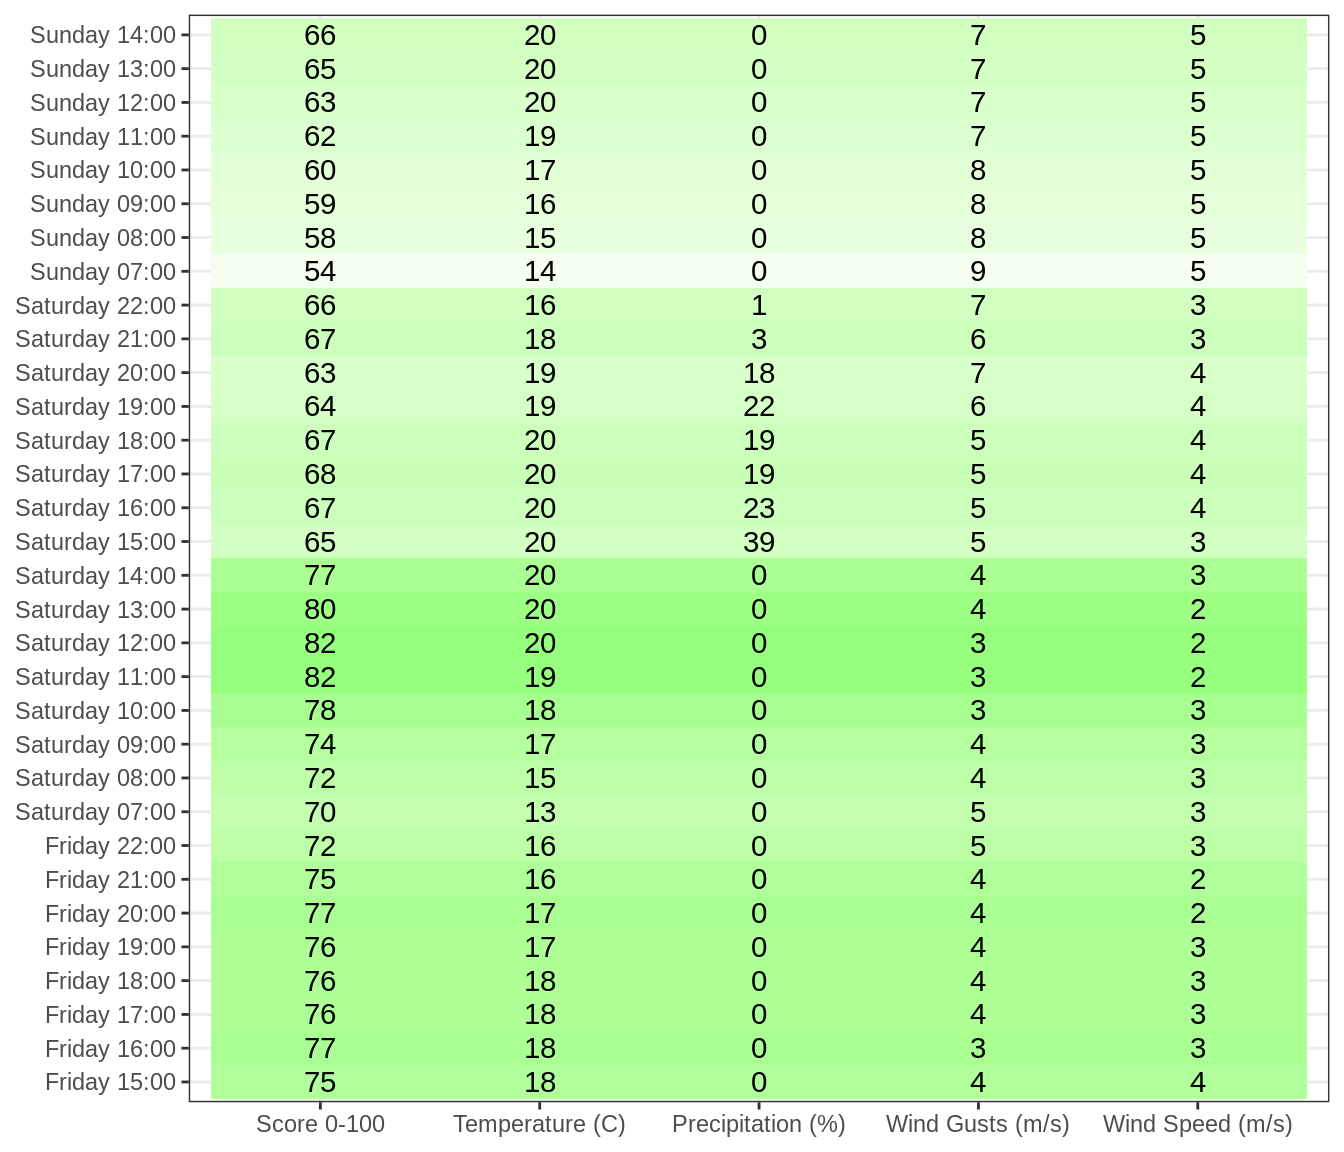 Sunday 14:00 66 20 0 7 5
Sunday 13:00 65 20 0 7 5
Sunday 12:00 63 20 0 7 5
Sunday 11:00 62 19 0 7 5
Sunday 10:00 60 17 0 8 5
Sunday 09:00 59 16 0 8 5
Sunday 08:00 58 15 0 8 5
Sunday 07:00 54 14 0 9 5
Saturday 22:00 66 16 1 7 3
Saturday 21:00 67 18 3 6 3
Saturday 20:00 63 19 18 7 4
Saturday 19:00 64 19 22 6 4
Saturday 18:00 67 20 19 5 4
Saturday 17:00 68 20 19 5 4
Saturday 16:00 67 20 23 5 4
Saturday 15:00 65 20 39 5 3
Saturday 14:00 77 20 0 4 3
Saturday 13:00 80 20 0 4 2
Saturday 12:00 82 20 0 3 2
Saturday 11:00 82 19 0 3 2
Saturday 10:00 78 18 0 3 3
Saturday 09:00 74 17 0 4 3
Saturday 08:00 72 15 0 4 3
Saturday 07:00 70 13 0 5 3
Friday 22:00 72 16 0 5 3
Friday 21:00 75 16 0 4 2
Friday 20:00 77 17 0 4 2
Friday 19:00 76 17 0 4 3
Friday 18:00 76 18 0 4 3
Friday 17:00 76 18 0 4 3
Friday 16:00 77 18 0 3 3
Friday 15:00 75 18 0 4 4
Score 0-100 Temperature (C) Precipitation (%) Wind Gusts (m/s) Wind Speed (m/s)